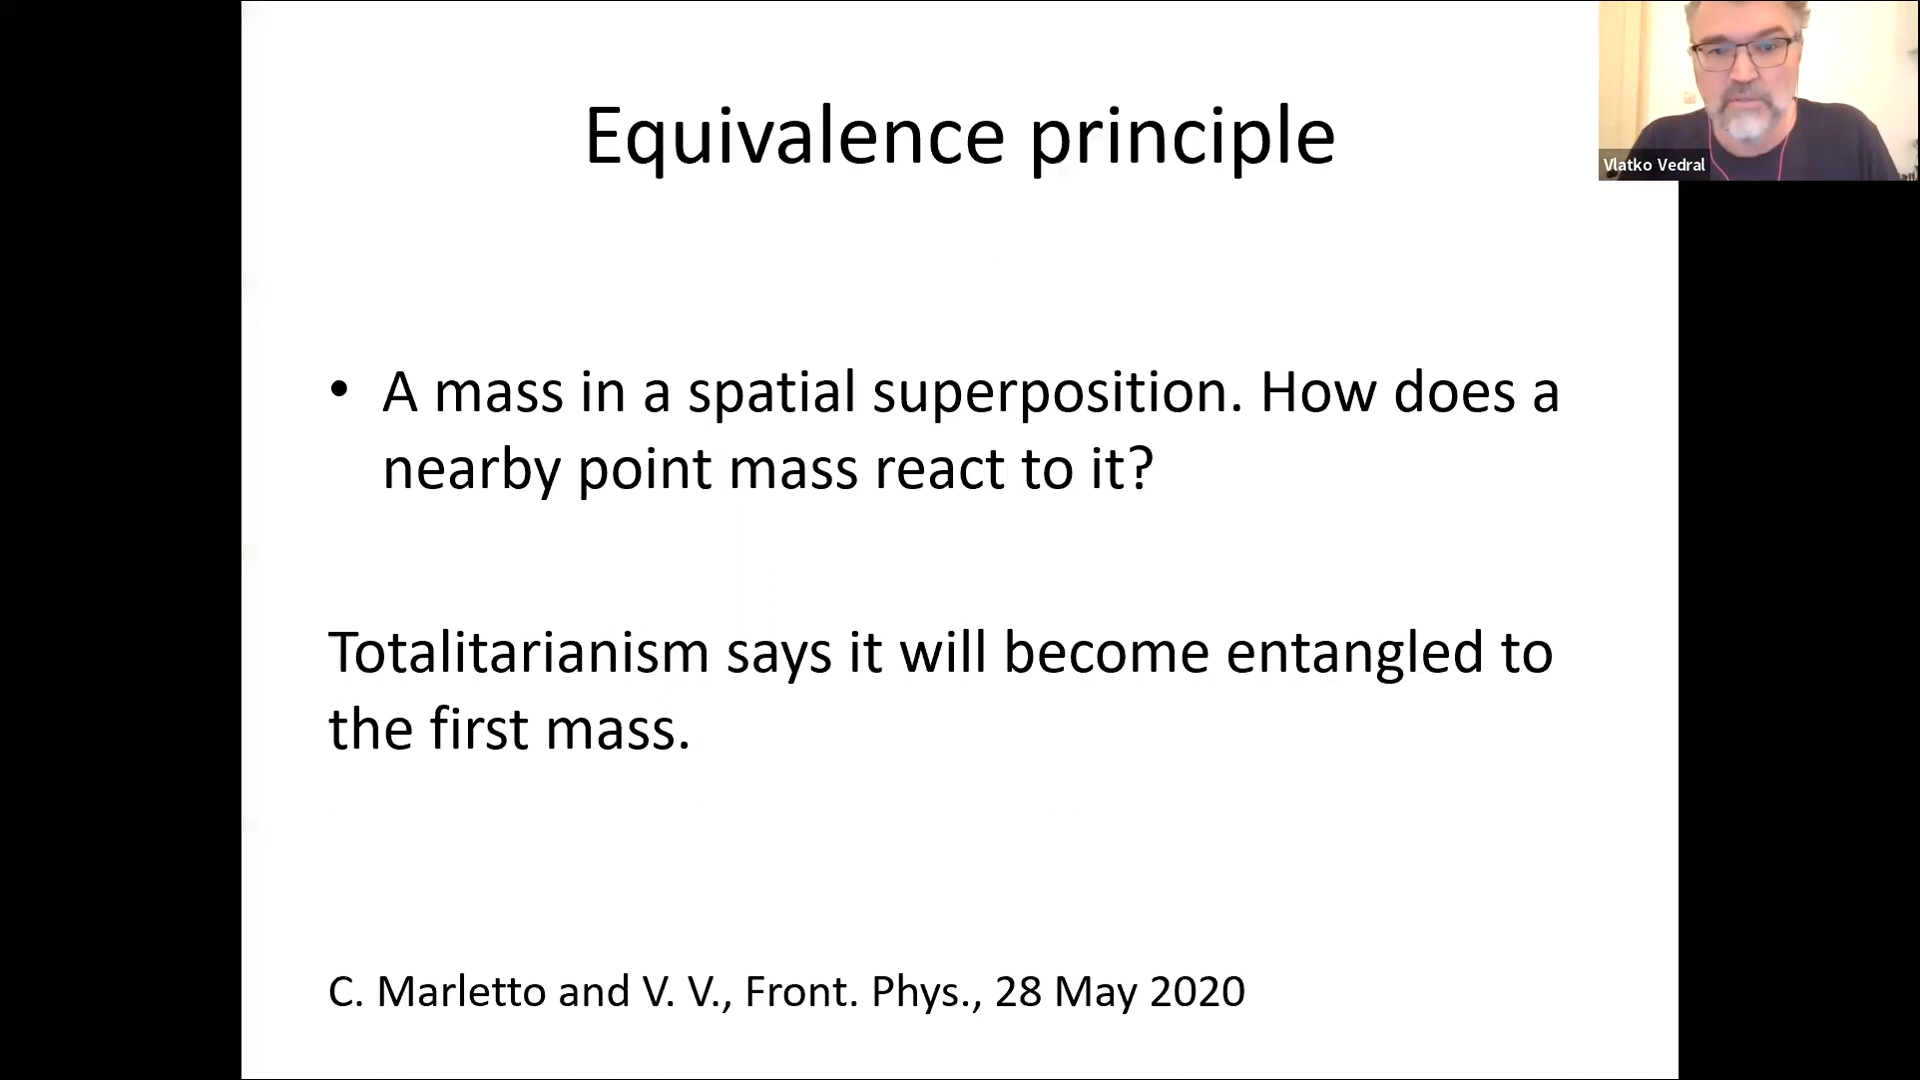 Equivalence principle
Vlatko Vedral
• A mass in a spatial superposition. How does a
nearby point mass react to it?
Totalitarianism says it will become entangled to
the first mass.
C. Marletto and V. V., Front. Phys., 28 May 2020